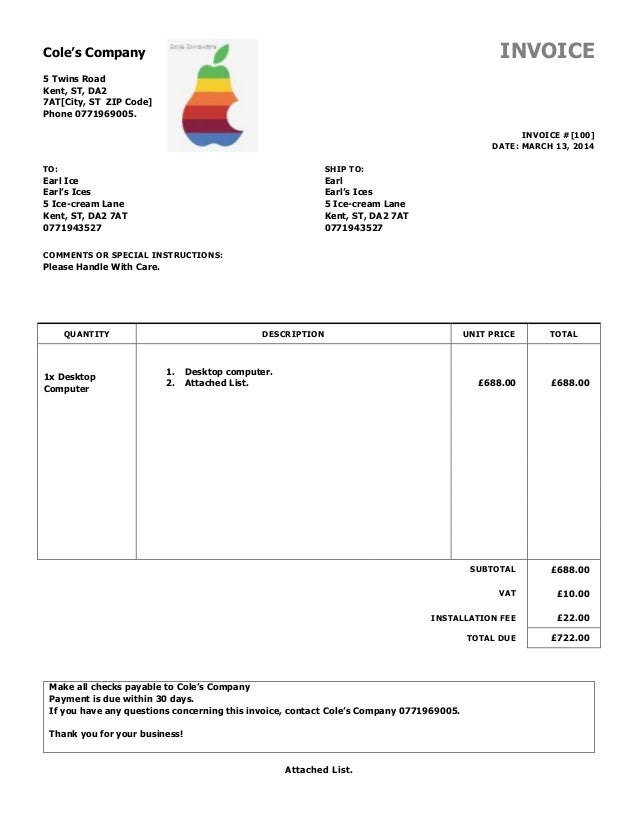 Cole's Company
Coles Computers
INVOICE
5 Twins Road
Kent, ST, DA2
7AT[City, ST ZIP Code]
Phone 0771969005.
INVOICE #[100]
DATE: MARCH 13, 2014
TO:
Earl Ice
Earl's Ices
5 Ice-cream Lane
Kent, ST, DA2 7AT
0771943527
SHIP TO:
Earl
Earl's Ices
5 Ice-cream Lane
Kent, ST, DA2 7AT
0771943527
COMMENTS OR SPECIAL INSTRUCTIONS:
Please Handle With Care.
QUANTITY DESCRIPTION UNIT PRICE TOTAL
1x Desktop
Computer
1. Desktop computer.
2. Attached List.
£688.00 £688.00
SUBTOTAL £688.00
VAT £10.00
INSTALLATION FEE £22.00
TOTAL DUE £722.00
Make all checks payable to Cole's Company
Payment is due within 30 days.
If you have any questions concerning this invoice, contact Cole's Company 0771969005.
Thank you for your business!
Attached List.